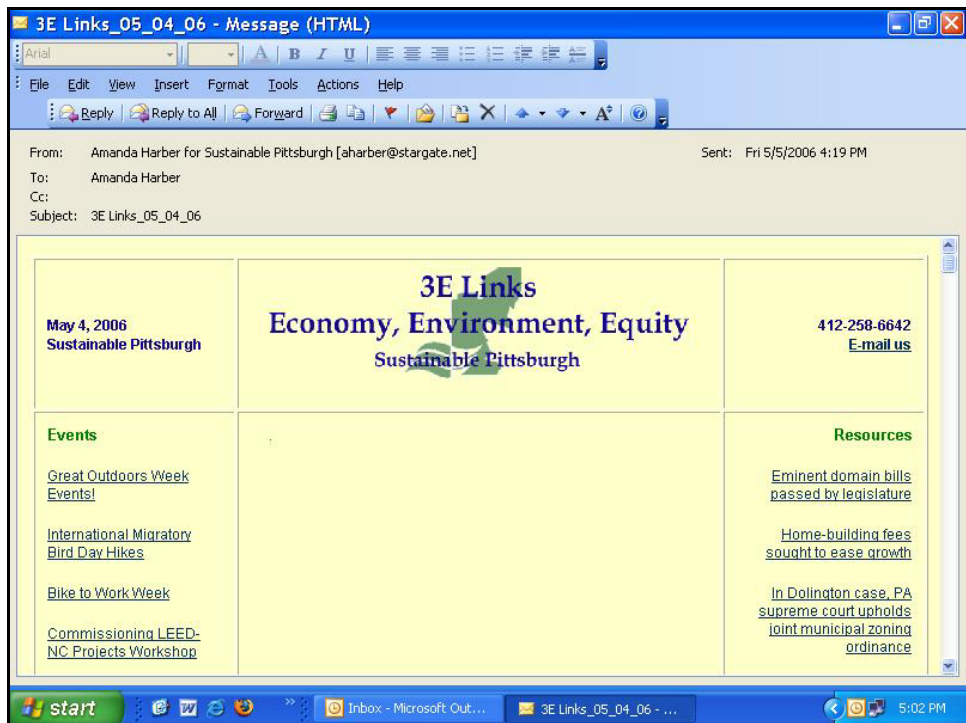 3E Links_05_04_06 - Message (HTML)
Arial
A B I U
File Edit View Insert Format Tools Actions Help
Reply Reply to All Forward
From: Amanda Harber for Sustainable Pittsburgh [aharber@stargate.net] Sent: Fri 5/5/2006 4:19 PM
To: Amanda Harber
Cc:
Subject: 3E Links_05_04_06
May 4, 2006
Sustainable Pittsburgh
3E Links
Economy, Environment, Equity
Sustainable Pittsburgh
412-258-6642
E-mail us
Events
Great Outdoors Week
Events!
International Migratory
Bird Day Hikes
Bike to Work Week
Commissioning LEED-
NC Projects Workshop
.
Resources
Eminent domain bills
passed by legislature
Home-building fees
sought to ease growth
In Dolington case, PA
supreme court upholds
joint municipal zoning
ordinance
start Inbox - Microsoft Out... 3E Links_05_04_06 - ... 5:02 PM